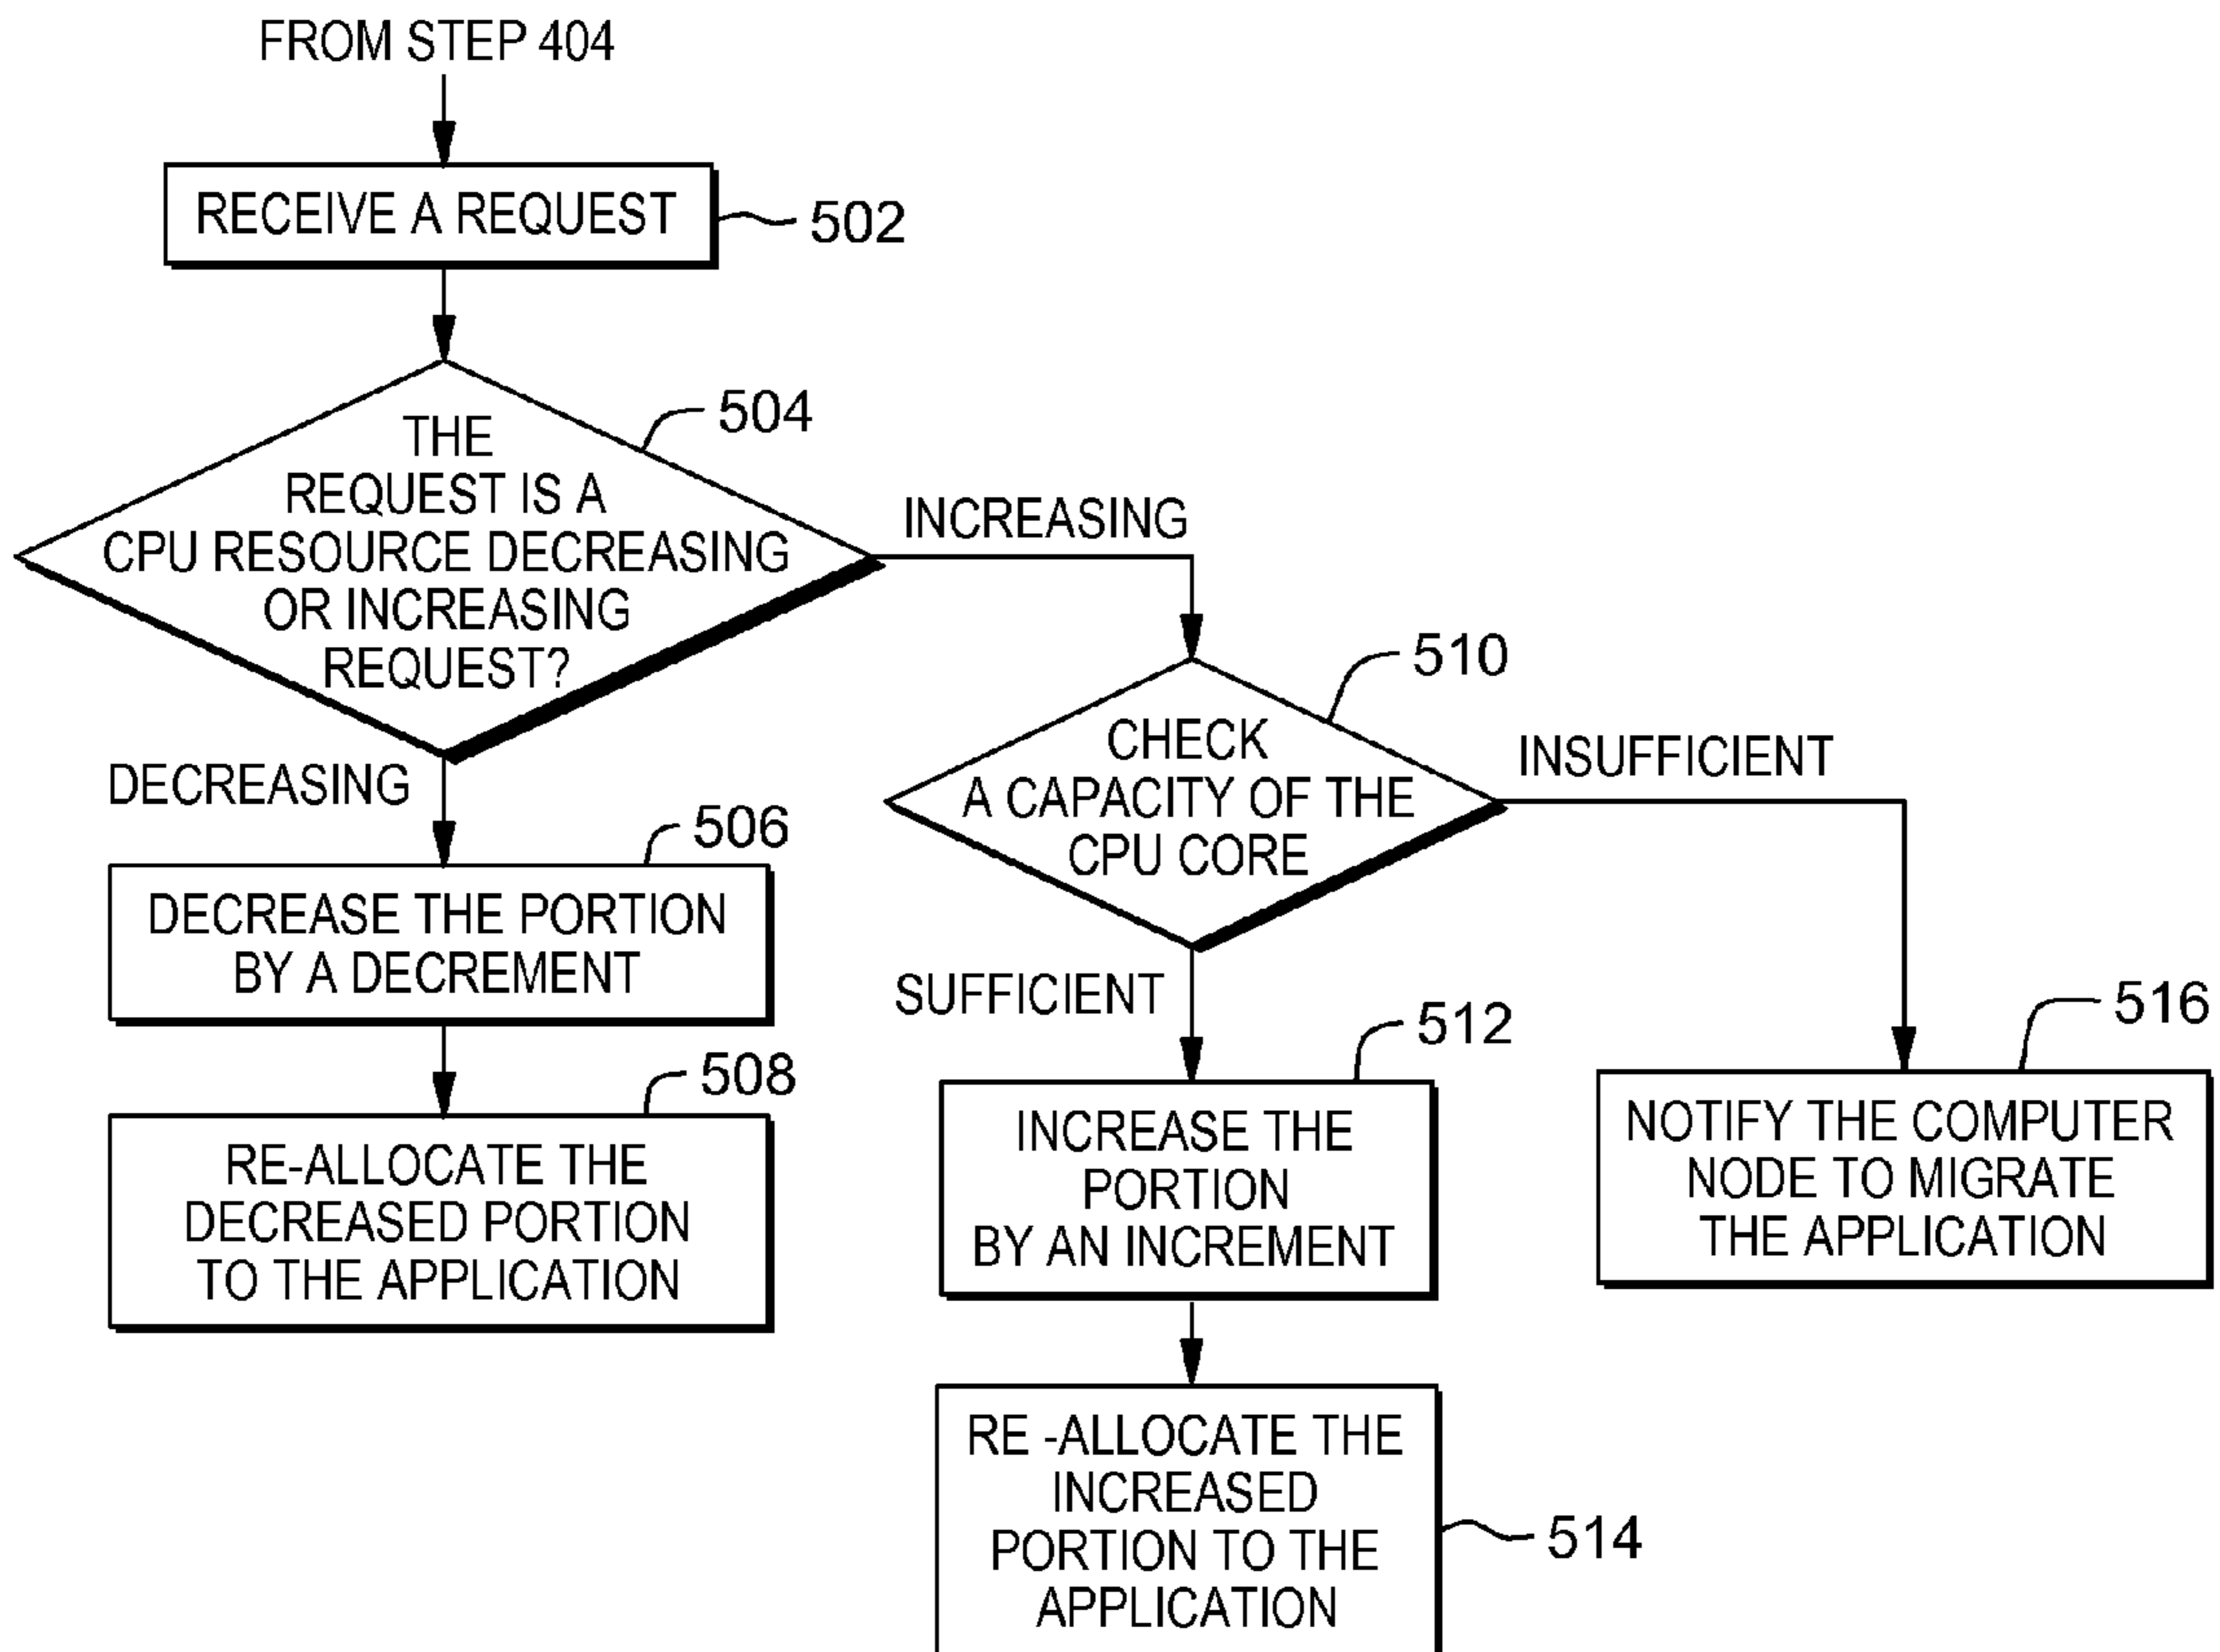 FROM STEP 404
RECEIVE A REQUEST
502
THE
REQUEST IS A
CPU RESOURCE DECREASING
OR INCREASING
REQUEST?
504
INCREASING
DECREASING
506
DECREASE THE PORTION
BY A DECREMENT
508
RE-ALLOCATE THE
DECREASED PORTION
TO THE APPLICATION
510
CHECK
A CAPACITY OF THE
CPU CORE
INSUFFICIENT
SUFFICIENT
512
INCREASE THE
PORTION
BY AN INCREMENT
RE -ALLOCATE THE
INCREASED
PORTION TO THE
APPLICATION
514
516
NOTIFY THE COMPUTER
NODE TO MIGRATE
THE APPLICATION